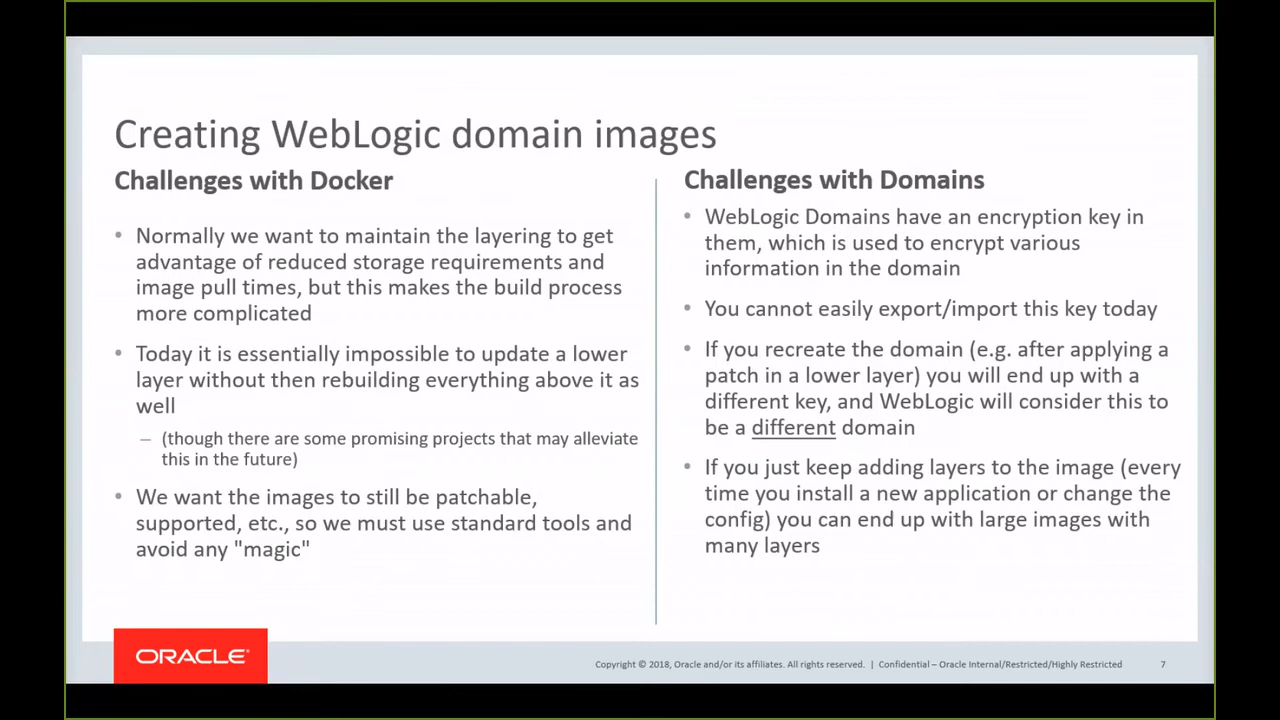 Creating WebLogic domain images
Challenges with Docker
• Normally we want to maintain the layering to get
advantage of reduced storage requirements and
image pull times, but this makes the build process
more complicated
• Today it is essentially impossible to update a lower
layer without then rebuilding everything above it as
well
– (though there are some promising projects that may alleviate
this in the future)
• We want the images to still be patchable,
supported, etc., so we must use standard tools and
avoid any "magic"
Challenges with Domains
• WebLogic Domains have an encryption key in
them, which is used to encrypt various
information in the domain
• You cannot easily export/import this key today
• If you recreate the domain (e.g. after applying a
patch in a lower layer) you will end up with a
different key, and WebLogic will consider this to
be a different domain
• If you just keep adding layers to the image (every
time you install a new application or change the
config) you can end up with large images with
many layers
ORACLE®
Copyright © 2018, Oracle and/or its affiliates. All rights reserved. | Confidential – Oracle Internal/Restricted/Highly Restricted 7